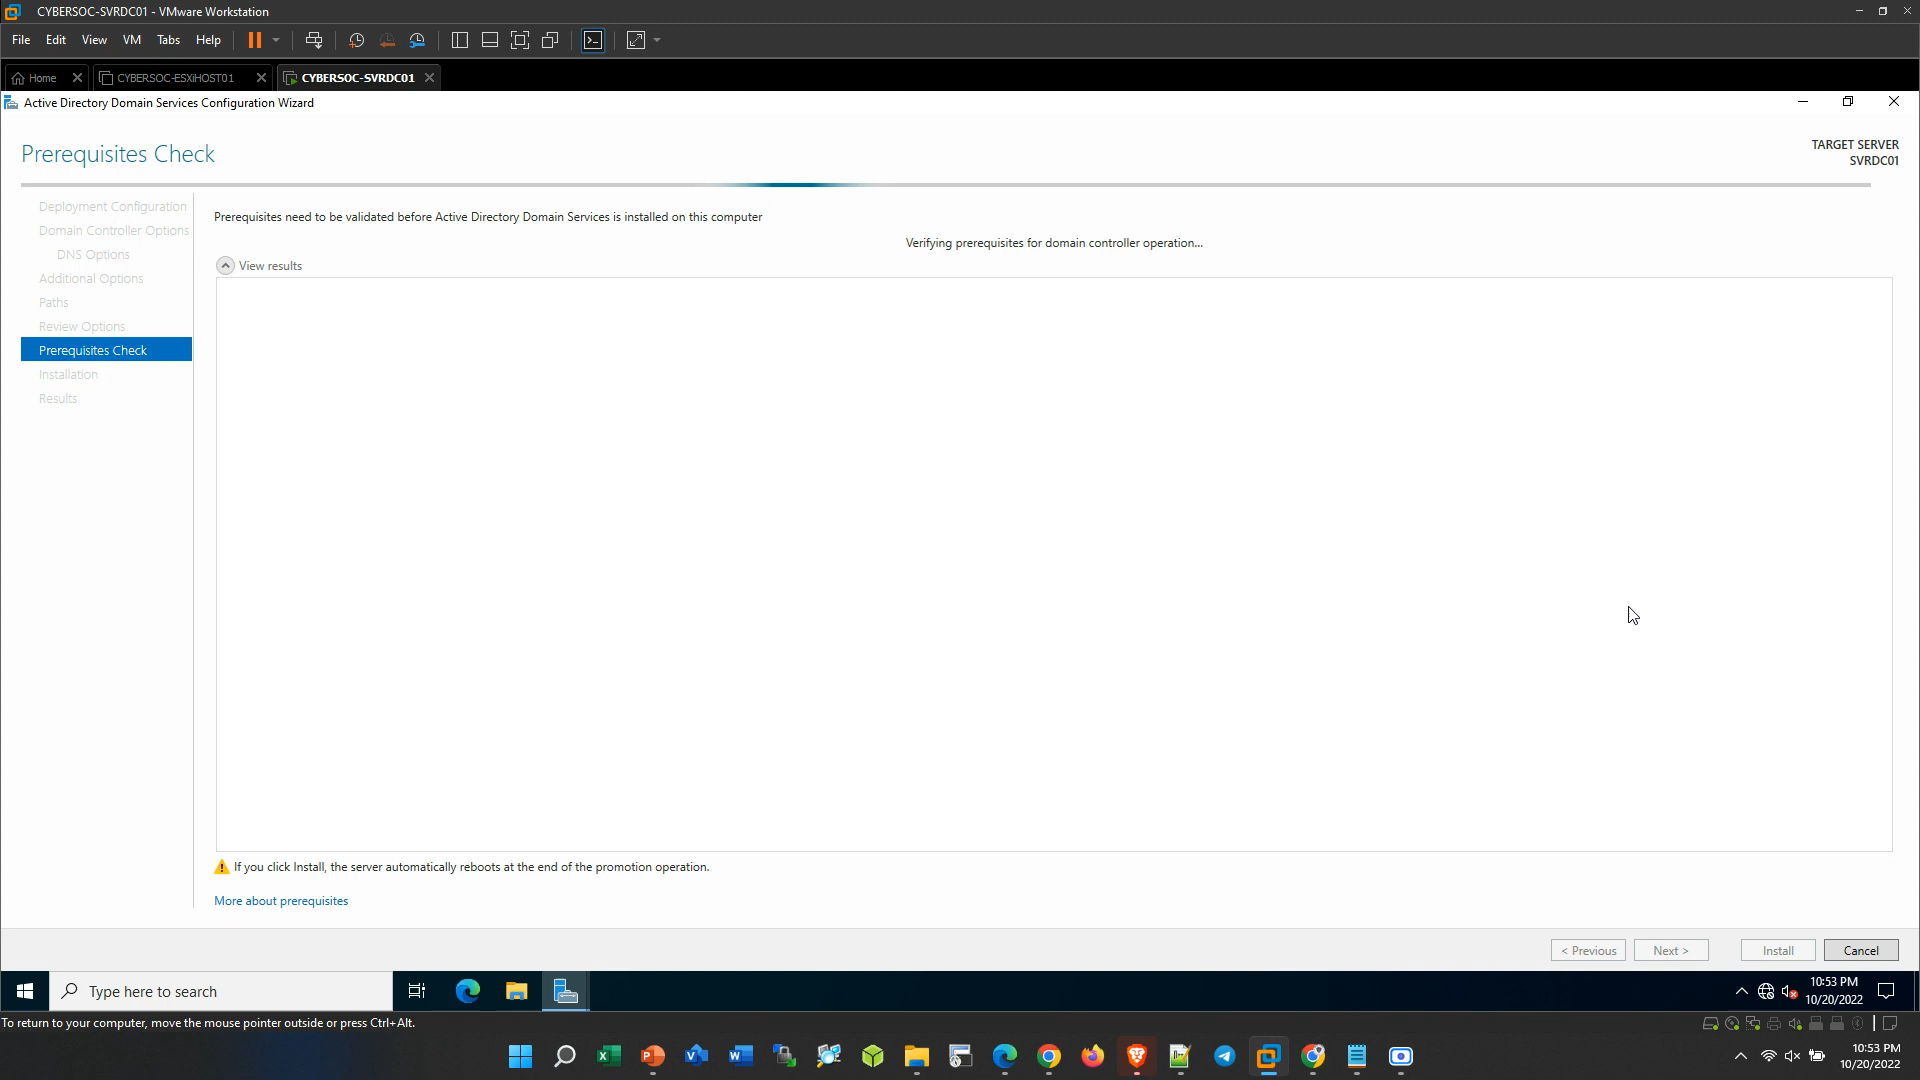 CYBERSOC-SVRDC01 - VMware Workstation
File Edit View VM Tabs Help
Home CYBERSOC-ESXiHOST01 CYBERSOC-SVRDC01
Active Directory Domain Services Configuration Wizard
Prerequisites Check
TARGET SERVER
SVRDC01
Deployment Configuration
Domain Controller Options
DNS Options
Additional Options
Paths
Review Options
Prerequisites Check
Installation
Results
Prerequisites need to be validated before Active Directory Domain Services is installed on this computer
Verifying prerequisites for domain controller operation...
View results
If you click Install, the server automatically reboots at the end of the promotion operation.
More about prerequisites
< Previous Next > Install Cancel
Type here to search
10:53 PM
10/20/2022
To return to your computer, move the mouse pointer outside or press Ctrl+Alt.
10:53 PM
10/20/2022